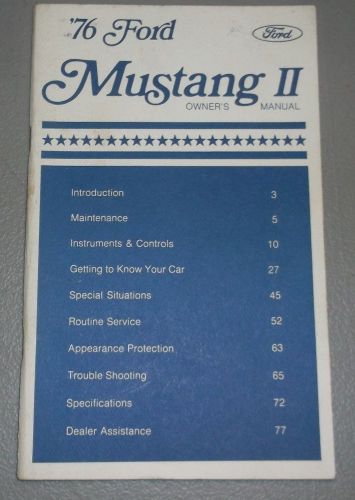 '76 Ford
Ford
Mustang II
OWNER'S MANUAL
Introduction 3
Maintenance 5
Instruments & Controls 10
Getting to Know Your Car 27
Special Situations 45
Routine Service 52
Appearance Protection 63
Trouble Shooting 65
Specifications 72
Dealer Assistance 77